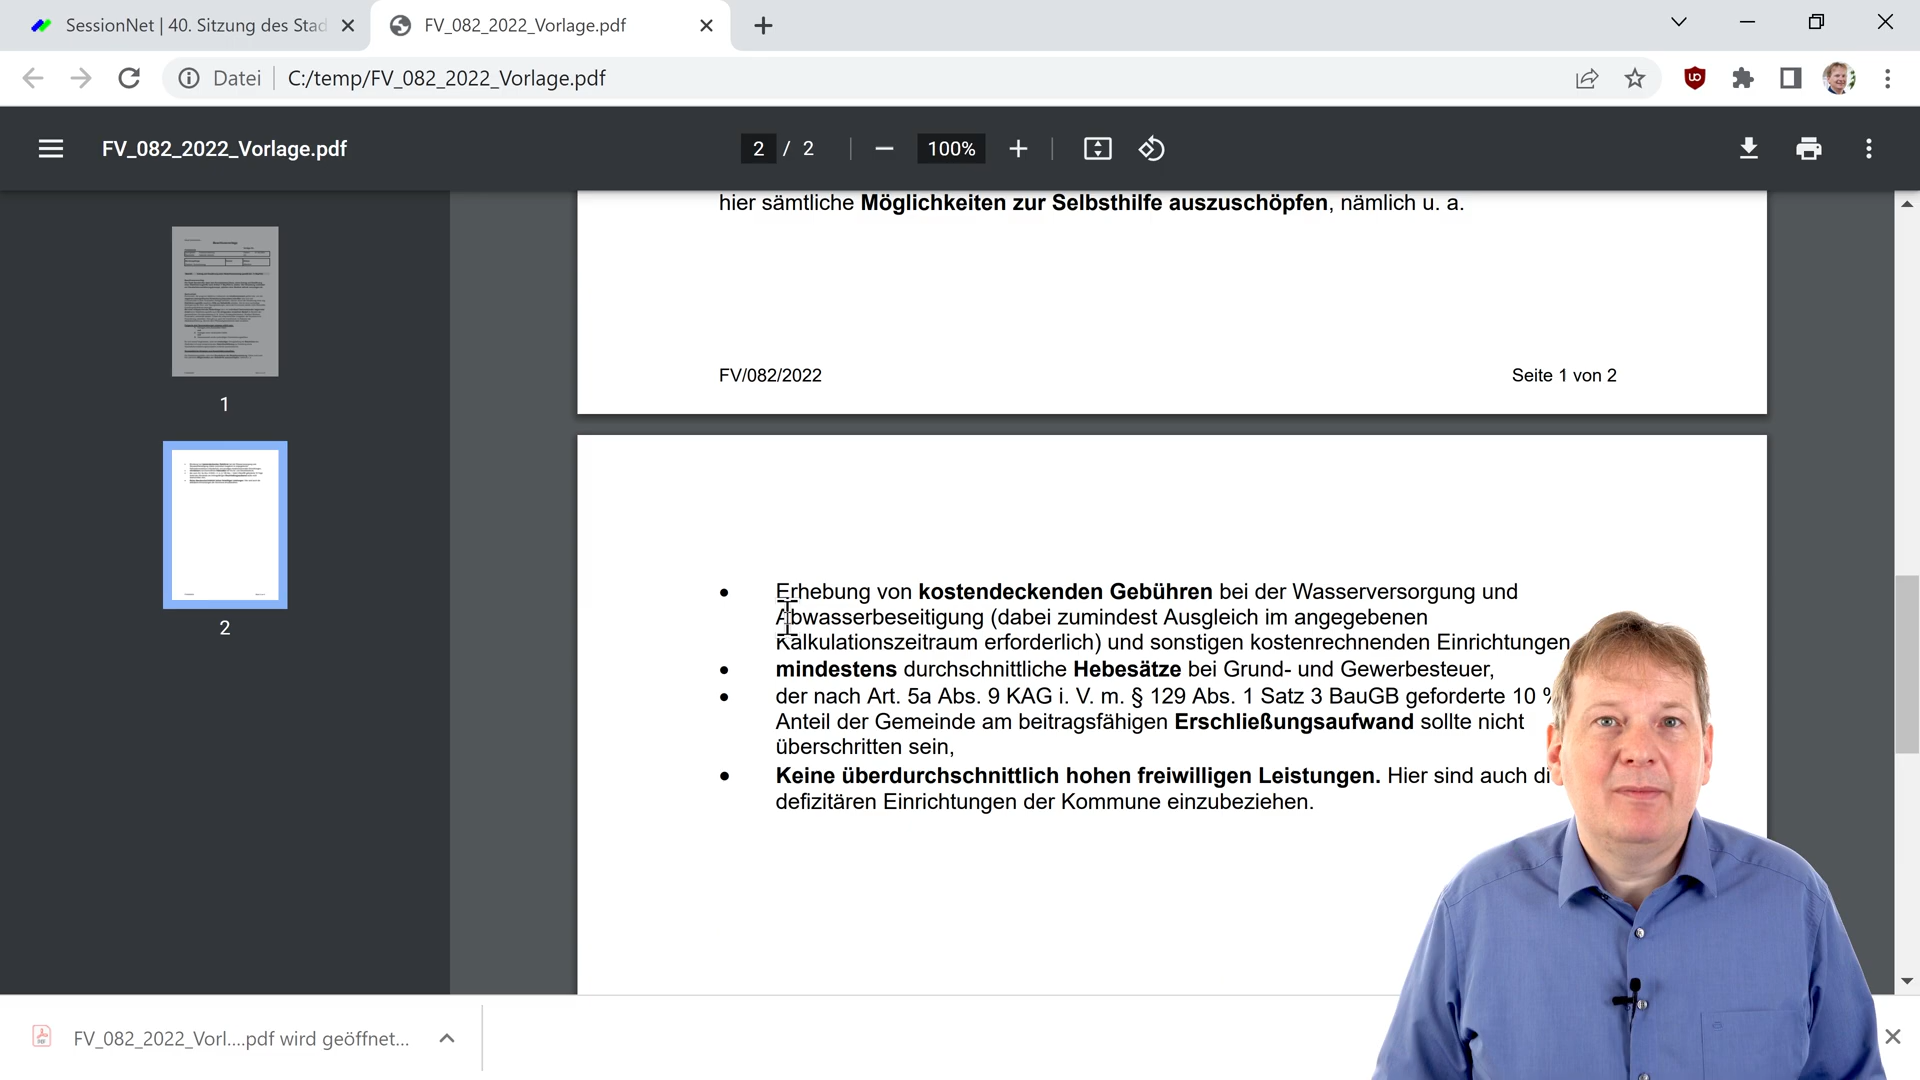 SessionNet | 40. Sitzung des Stad
FV_082_2022_Vorlage.pdf
Datei
C:/temp/FV_082_2022_Vorlage.pdf
FV_082_2022_Vorlage.pdf
2 / 2
100%
hier sämtliche Möglichkeiten zur Selbsthilfe auszuschöpfen, nämlich u. a.
FV/082/2022
Seite 1 von 2
1
2
• Erhebung von kostendeckenden Gebühren bei der Wasserversorgung und
Abwasserbeseitigung (dabei zumindest Ausgleich im angegebenen
Kalkulationszeitraum erforderlich) und sonstigen kostenrechnenden Einrichtungen
• mindestens durchschnittliche Hebesätze bei Grund- und Gewerbesteuer,
• der nach Art. 5a Abs. 9 KAG i. V. m. § 129 Abs. 1 Satz 3 BauGB geforderte 10 %
Anteil der Gemeinde am beitragsfähigen Erschließungsaufwand sollte nicht
überschritten sein,
• Keine überdurchschnittlich hohen freiwilligen Leistungen. Hier sind auch di
defizitären Einrichtungen der Kommune einzubeziehen.
FV_082_2022_Vorl....pdf wird geöffnet...